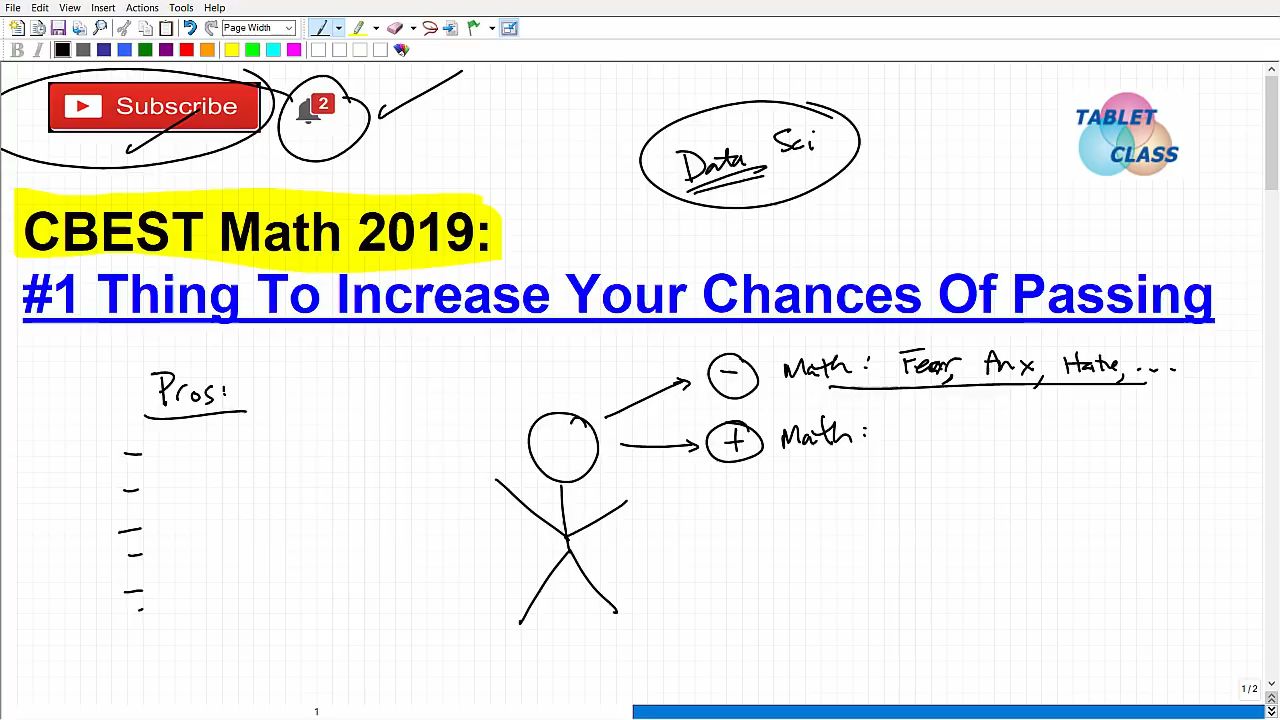 File Edit View Insert Actions Tools Help
Page Width
B I
Subscribe
2
Data Sci
TABLET
CLASS
CBEST Math 2019:
#1 Thing To Increase Your Chances Of Passing
Pros:
- Math: Fear, Anx, Hate, ...
+ Math:
1/2
1